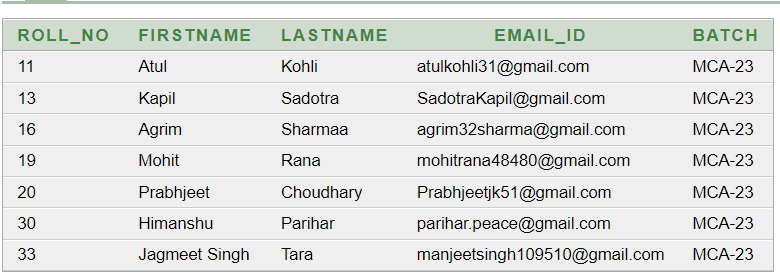 ROLL_NO FIRSTNAME LASTNAME EMAIL_ID BATCH
11 Atul Kohli atulkohli31@gmail.com MCA-23
13 Kapil Sadotra SadotraKapil@gmail.com MCA-23
16 Agrim Sharmaa agrim32sharma@gmail.com MCA-23
19 Mohit Rana mohitrana48480@gmail.com MCA-23
20 Prabhjeet Choudhary Prabhjeetjk51@gmail.com MCA-23
30 Himanshu Parihar parihar.peace@gmail.com MCA-23
33 Jagmeet Singh Tara manjeetsingh109510@gmail.com MCA-23